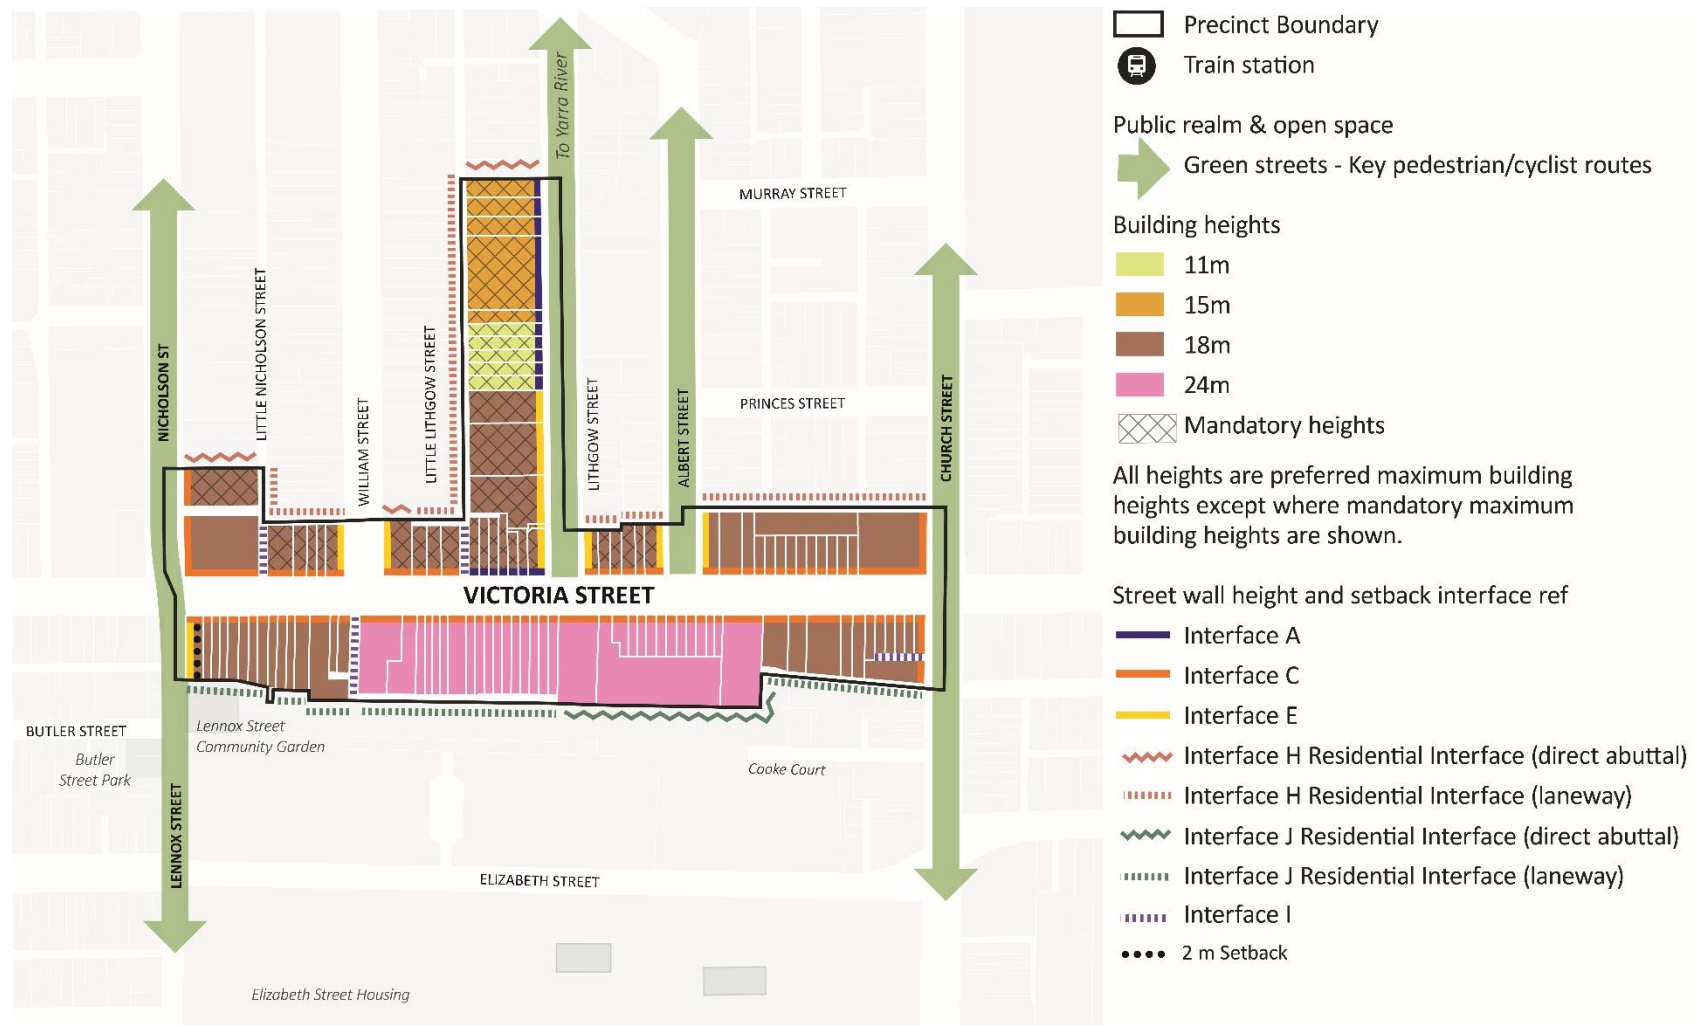 To Yarra River
MURRAY STREET
NICHOLSON ST
LITTLE NICHOLSON STREET
WILLIAM STREET
LITTLE LITHGOW STREET
LITHGOW STREET
ALBERT STREET
PRINCES STREET
CHURCH STREET
VICTORIA STREET
BUTLER STREET
Butler
Street Park
Lennox Street
Community Garden
LENNOX STREET
Cooke Court
ELIZABETH STREET
Elizabeth Street Housing
Precinct Boundary
Train station
Public realm & open space
Green streets - Key pedestrian/cyclist routes
Building heights
11m
15m
18m
24m
Mandatory heights
All heights are preferred maximum building
heights except where mandatory maximum
building heights are shown.
Street wall height and setback interface ref
Interface A
Interface C
Interface E
Interface H Residential Interface (direct abuttal)
Interface H Residential Interface (laneway)
Interface J Residential Interface (direct abuttal)
Interface J Residential Interface (laneway)
Interface I
2 m Setback